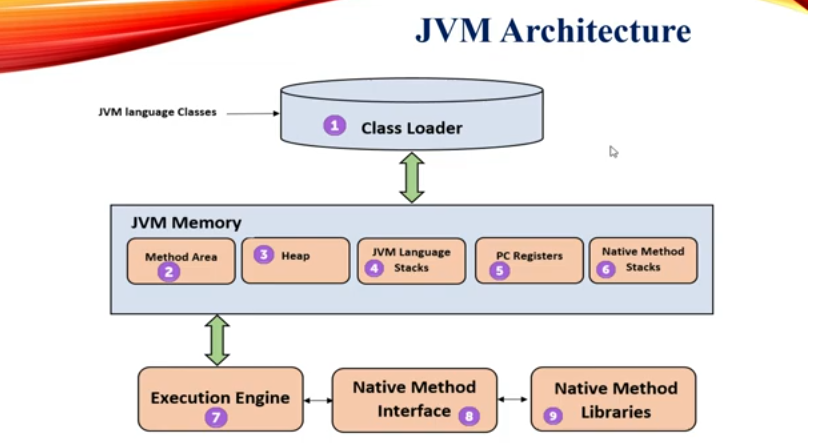 JVM Architecture
JVM language Classes
1 Class Loader
JVM Memory
Method Area
2
3 Heap
JVM Language
4 Stacks
PC Registers
5
Native Method
6 Stacks
Execution Engine
7
Native Method
Interface 8
Native Method
9 Libraries